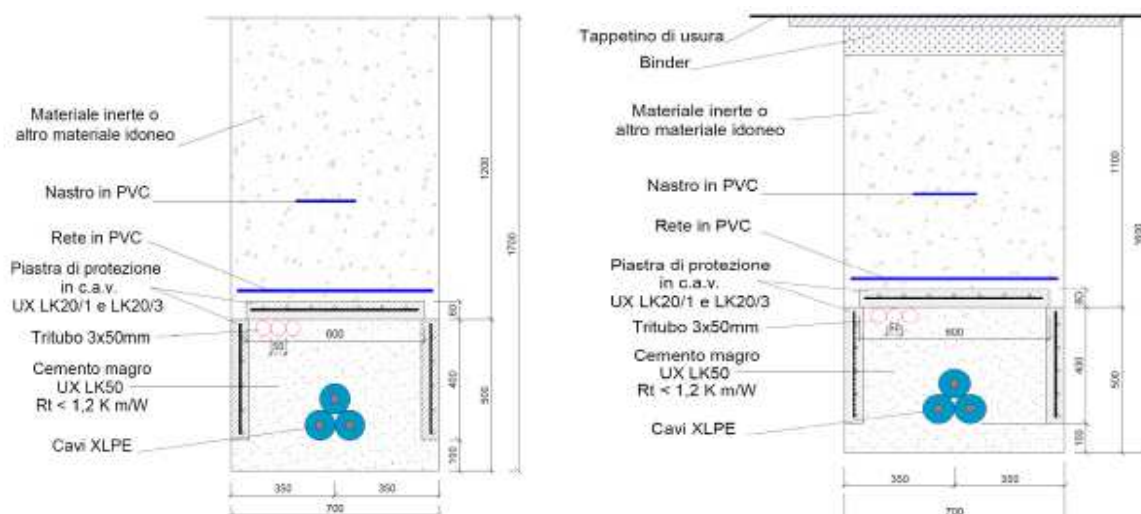 Materiale inerte o
altro materiale idoneo
Nastro in PVC
Rete in PVC
Piastra di protezione
in c.a.v.
UX LK20/1 e LK20/3
Tritubo 3x50mm
Cemento magro
UX LK50
Rt < 1,2 K m/W
Cavi XLPE
1200
1700
60
600
50
400
500
100
350
350
700
Tappetino di usura
Binder
Materiale inerte o
altro materiale idoneo
Nastro in PVC
Rete in PVC
Piastra di protezione
in c.a.v.
UX LK20/1 e LK20/3
Tritubo 3x50mm
Cemento magro
UX LK50
Rt < 1,2 K m/W
Cavi XLPE
1100
60
600
50
400
500
100
350
350
700